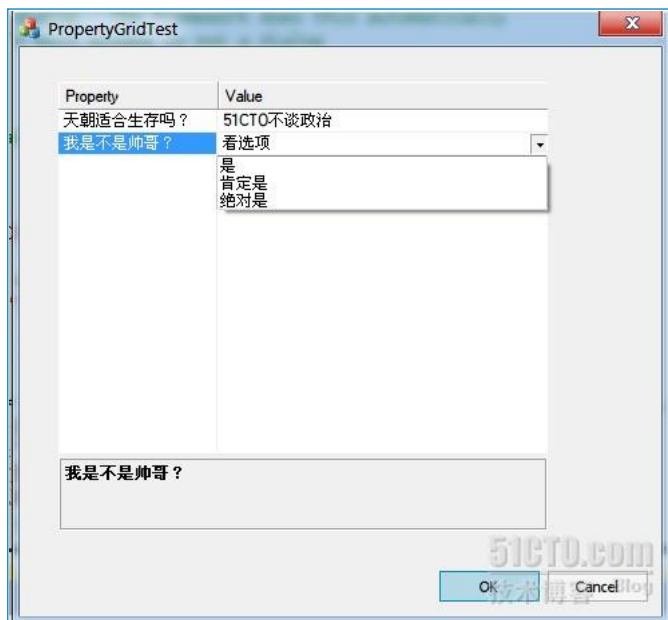 PropertyGridTest
Property Value
天朝适合生存吗？ 51CTO不谈政治
我是不是帅哥？ 看选项
是
肯定是
绝对是
我是不是帅哥？
51CTO.com
OK Cancel
技术博客 Blog